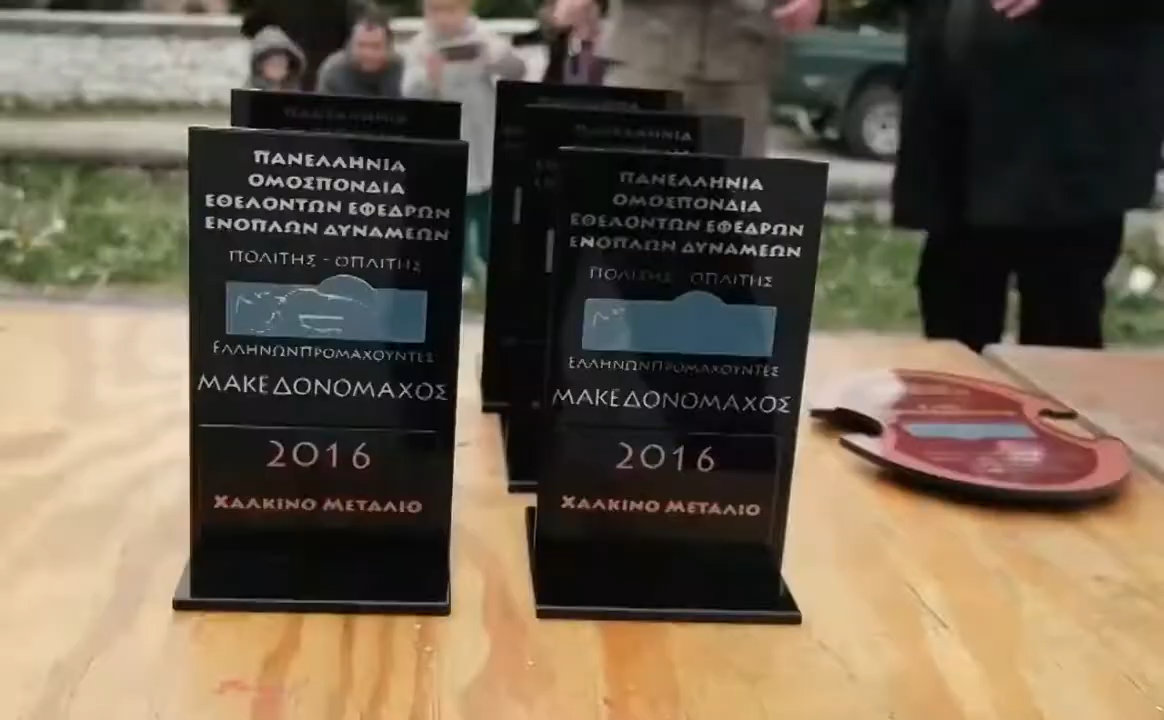 ΠΑΝΕΛΛΗΝΙΑ
ΟΜΟΣΠΟΝΔΙΑ
ΕΘΕΛΟΝΤΩΝ ΕΦΕΔΡΩΝ
ΕΝΟΠΛΩΝ ΔΥΝΑΜΕΩΝ
ΠΟΛΙΤΗΣ - ΟΠΛΙΤΗΣ
ΕΛΛΗΝΩΝ ΠΡΟΜΑΧΟΥΝΤΕΣ
ΜΑΚΕΔΟΝΟΜΑΧΟΣ
2016
ΧΑΛΚΙΝΟ ΜΕΤΑΛΙΟ
ΠΑΝΕΛΛΗΝΙΑ
ΟΜΟΣΠΟΝΔΙΑ
ΕΘΕΛΟΝΤΩΝ ΕΦΕΔΡΩΝ
ΕΝΟΠΛΩΝ ΔΥΝΑΜΕΩΝ
ΠΟΛΙΤΗΣ ΟΠΛΙΤΗΣ
ΕΛΛΗΝΩΝ ΠΡΟΜΑΧΟΥΝΤΕΣ
ΜΑΚΕΔΟΝΟΜΑΧΟΣ
2016
ΧΑΛΚΙΝΟ ΜΕΤΑΛΙΟ